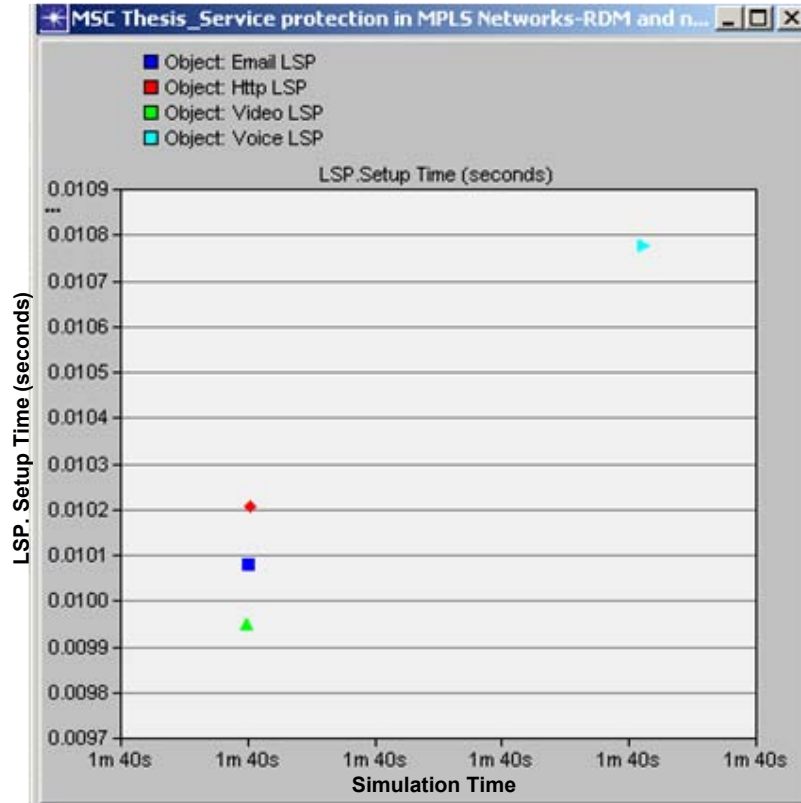 MSC Thesis_Service protection in MPLS Networks-RDM and n...
Object: Email LSP
Object: Http LSP
Object: Video LSP
Object: Voice LSP
LSP.Setup Time (seconds)
0.0109
...
0.0108
0.0107
0.0106
0.0105
0.0104
0.0103
0.0102
0.0101
0.0100
0.0099
0.0098
0.0097
LSP. Setup Time (seconds)
1m 40s 1m 40s 1m 40s 1m 40s 1m 40s 1m 40s
Simulation Time